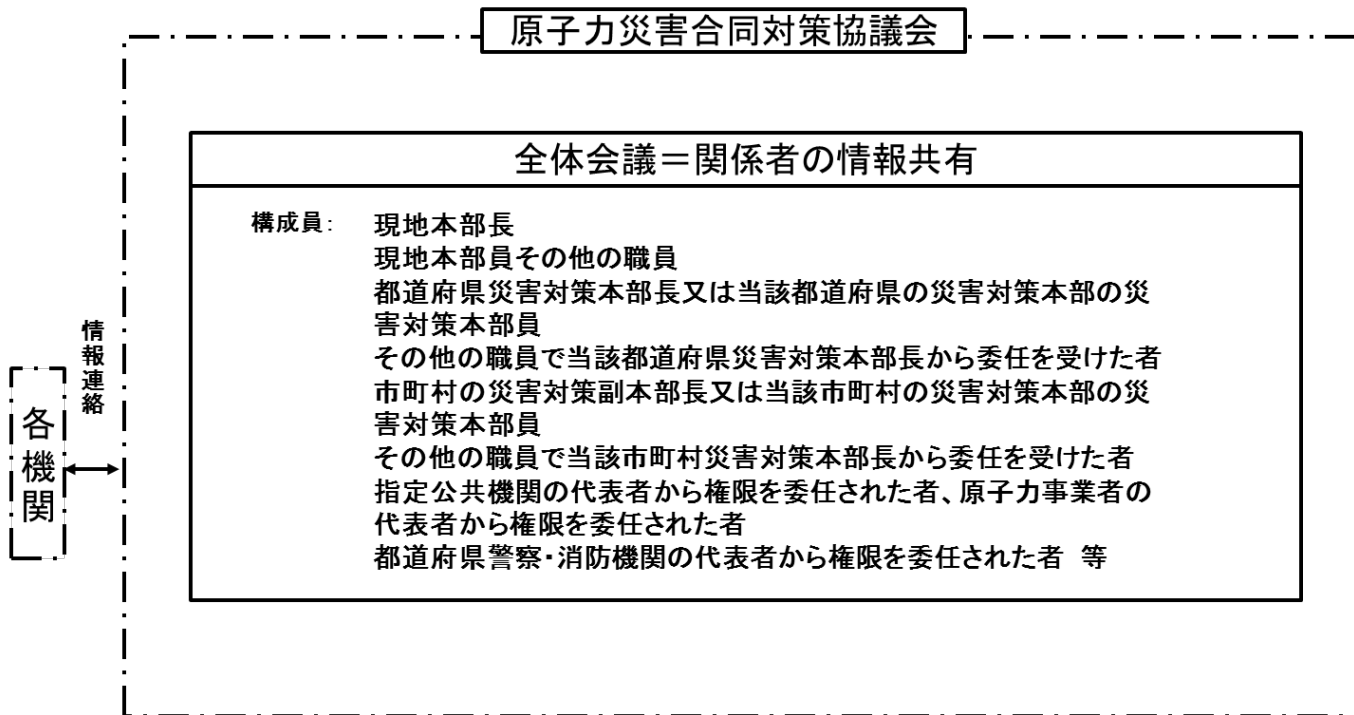 原子力災害合同対策協議会
全体会議＝関係者の情報共有
構成員： 現地本部長
現地本部員その他の職員
都道府県災害対策本部長又は当該都道府県の災害対策本部の災
害対策本部員
その他の職員で当該都道府県災害対策本部長から委任を受けた者
市町村の災害対策副本部長又は当該市町村の災害対策本部の災
害対策本部員
その他の職員で当該市町村災害対策本部長から委任を受けた者
指定公共機関の代表者から権限を委任された者、原子力事業者の
代表者から権限を委任された者
都道府県警察・消防機関の代表者から権限を委任された者 等
情報連絡
各機関